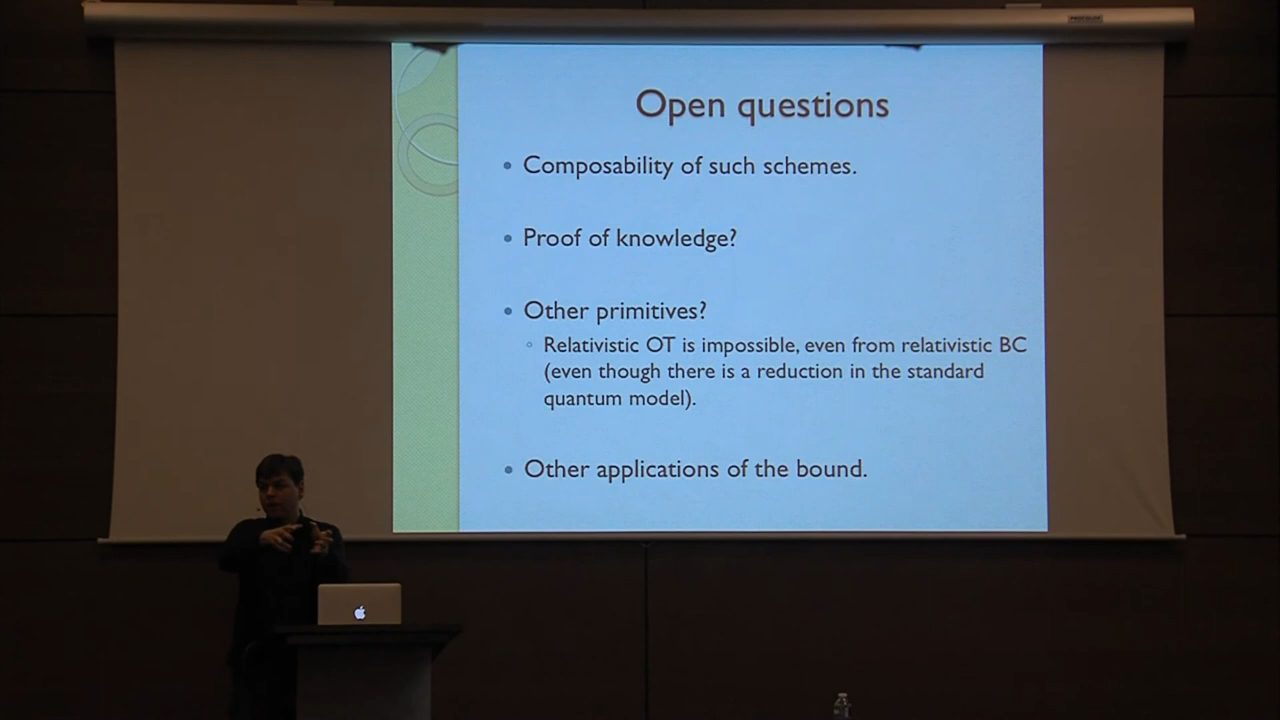 Open questions
• Composability of such schemes.
• Proof of knowledge?
• Other primitives?
◦ Relativistic OT is impossible, even from relativistic BC
(even though there is a reduction in the standard
quantum model).
• Other applications of the bound.